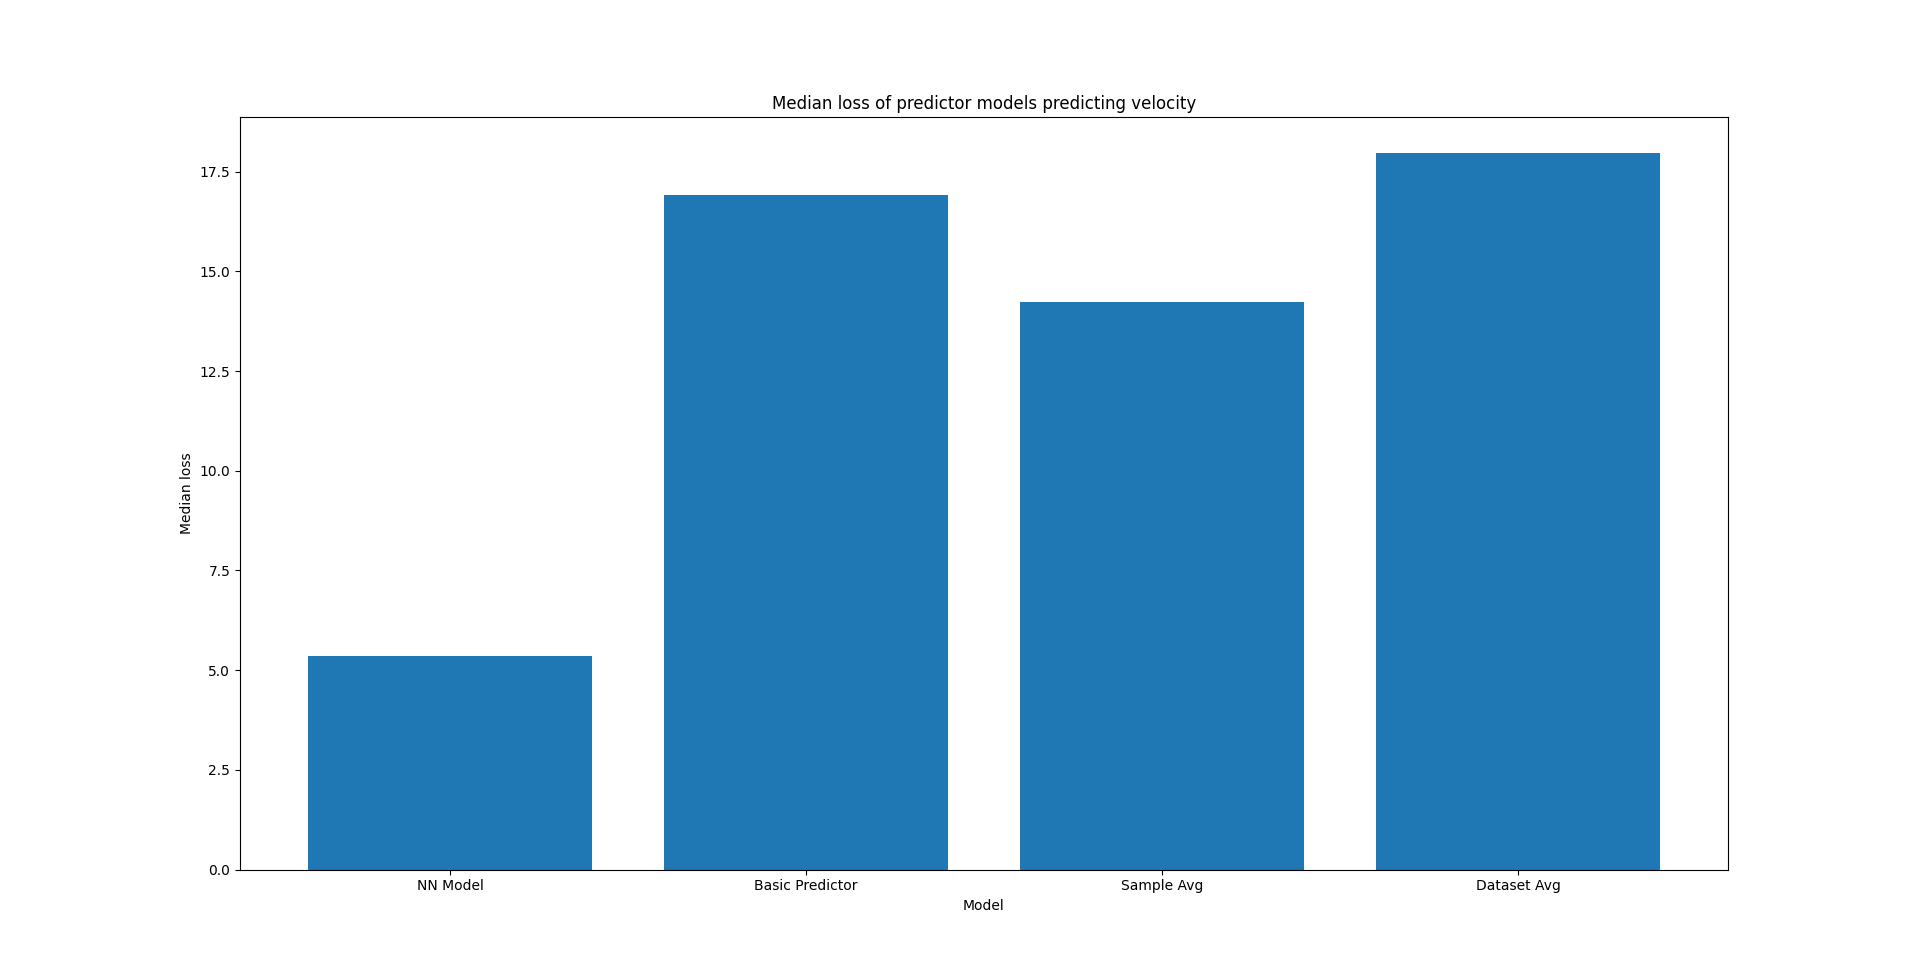 Median loss of predictor models predicting velocity
17.5
15.0
12.5
10.0
7.5
5.0
2.5
0.0
Median loss
NN Model
Basic Predictor
Sample Avg
Dataset Avg
Model